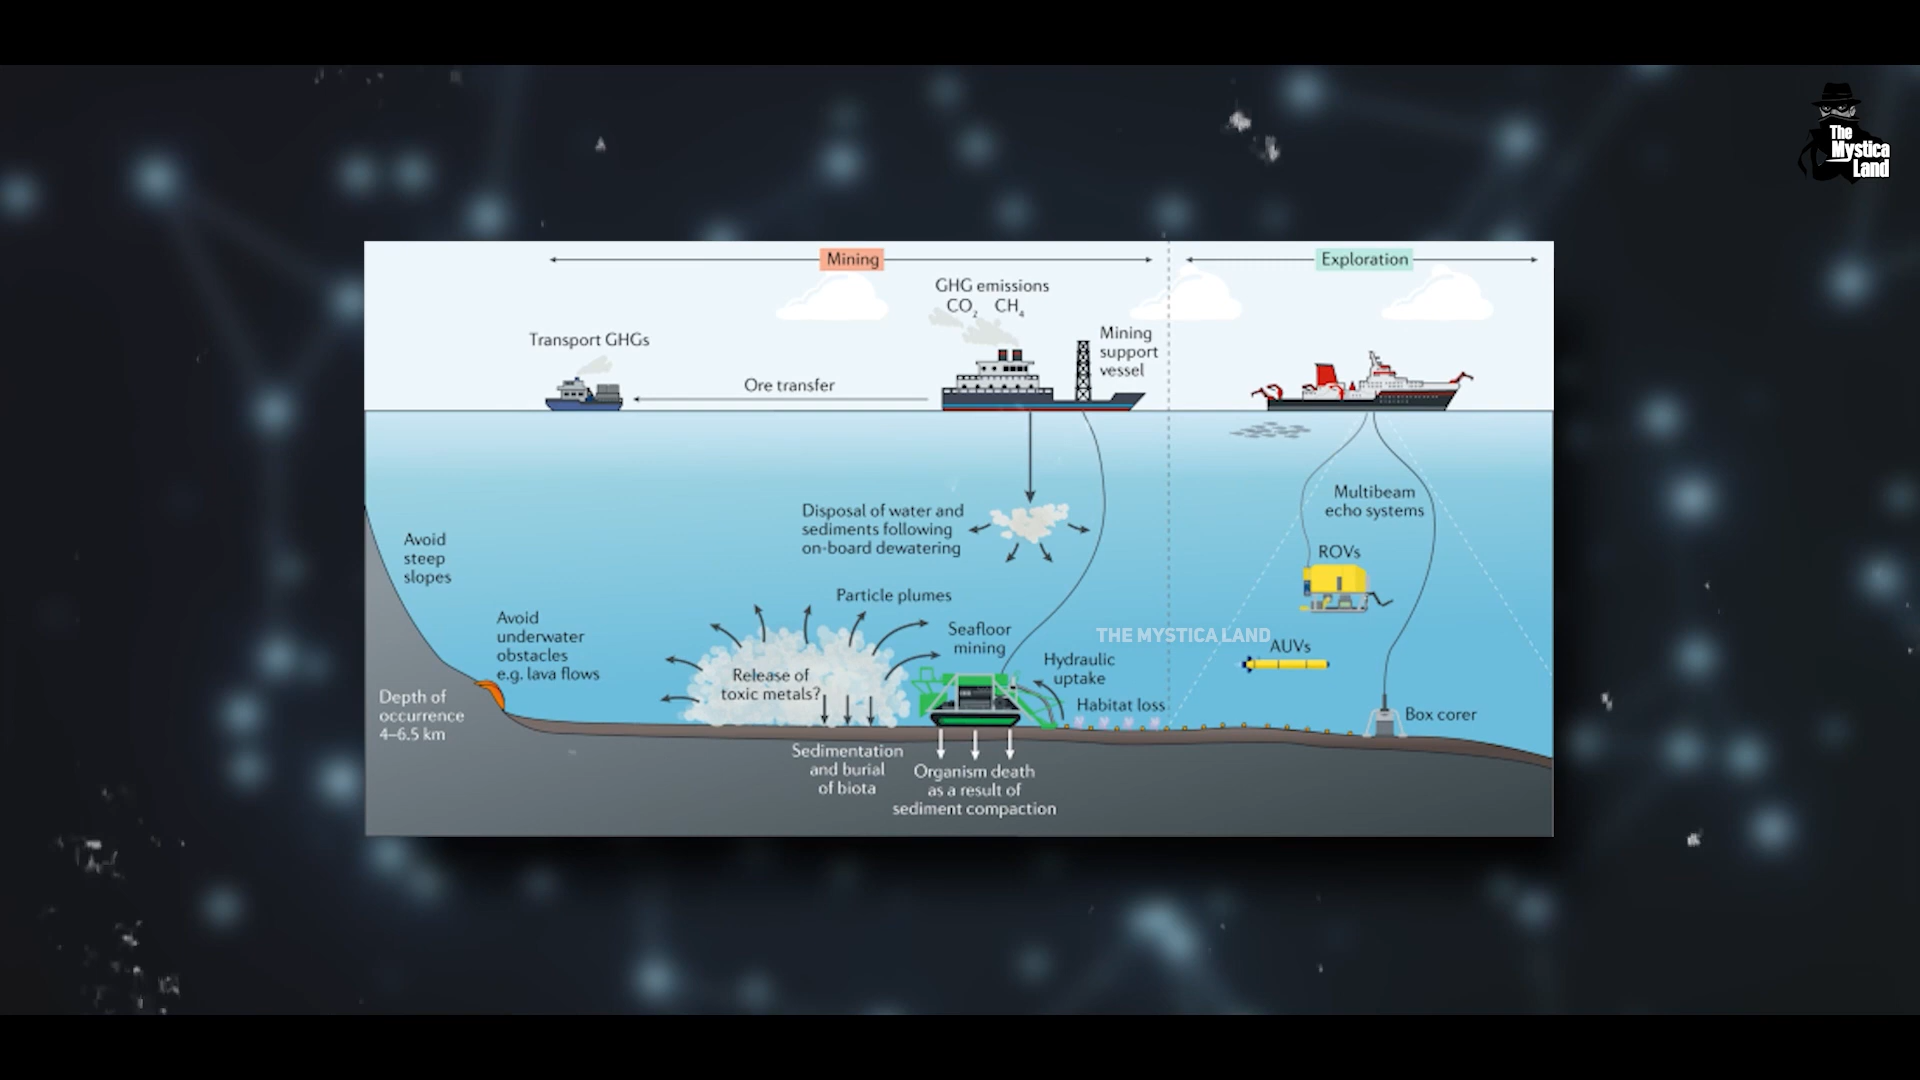 The
Mystica
Land
Mining
Exploration
GHG emissions
CO₂ CH₄
Transport GHGs
Mining
support
vessel
Ore transfer
Disposal of water and
sediments following
on-board dewatering
Multibeam
echo systems
Avoid
steep
slopes
ROVs
Particle plumes
Avoid
underwater
obstacles
e.g. lava flows
Seafloor
mining
THE MYSTICA LAND
AUVs
Hydraulic
uptake
Release of
toxic metals?
Depth of
occurrence
4–6.5 km
Habitat loss
Box corer
Sedimentation
and burial
of biota
Organism death
as a result of
sediment compaction